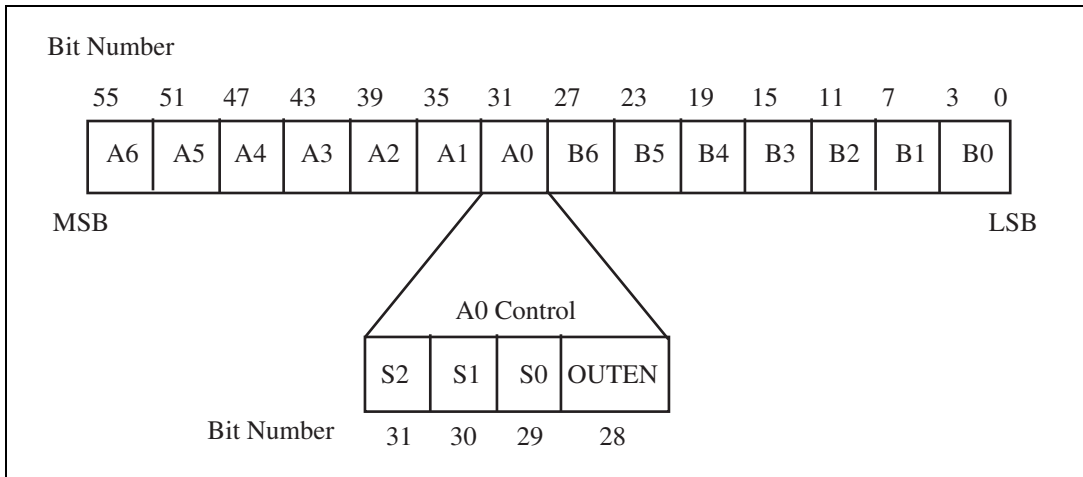 Bit Number
55 51 47 43 39 35 31 27 23 19 15 11 7 3 0
A6 A5 A4 A3 A2 A1 A0 B6 B5 B4 B3 B2 B1 B0
MSB LSB
A0 Control
S2 S1 S0 OUTEN
Bit Number 31 30 29 28